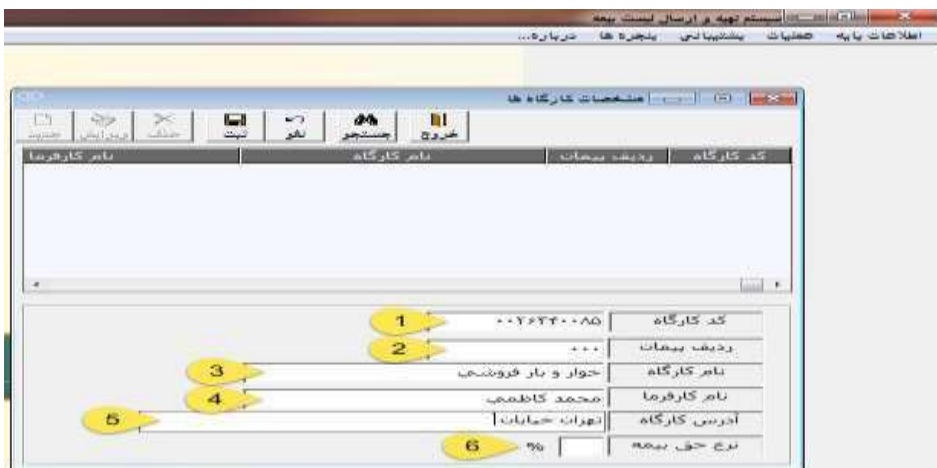 سیستم تهیه و ارسال لیست بیمه
اطلاعات پایه عملیات پشتیبانی پنجره ها درباره...
مشخصات کارگاه ها
خروج جستجو لغو ثبت حذف ویرایش جدید
کد کارگاه ردیف پیمان نام کارگاه نام کارفرما
کد کارگاه ۰۰۲۶۲۴۰۰۸۵ 1
ردیف پیمان ۰۰۰ 2
نام کارگاه خوار و بار فروشی 3
نام کارفرما محمد کاظمی 4
آدرس کارگاه تهران خیابان 5
نرخ حق بیمه % 6